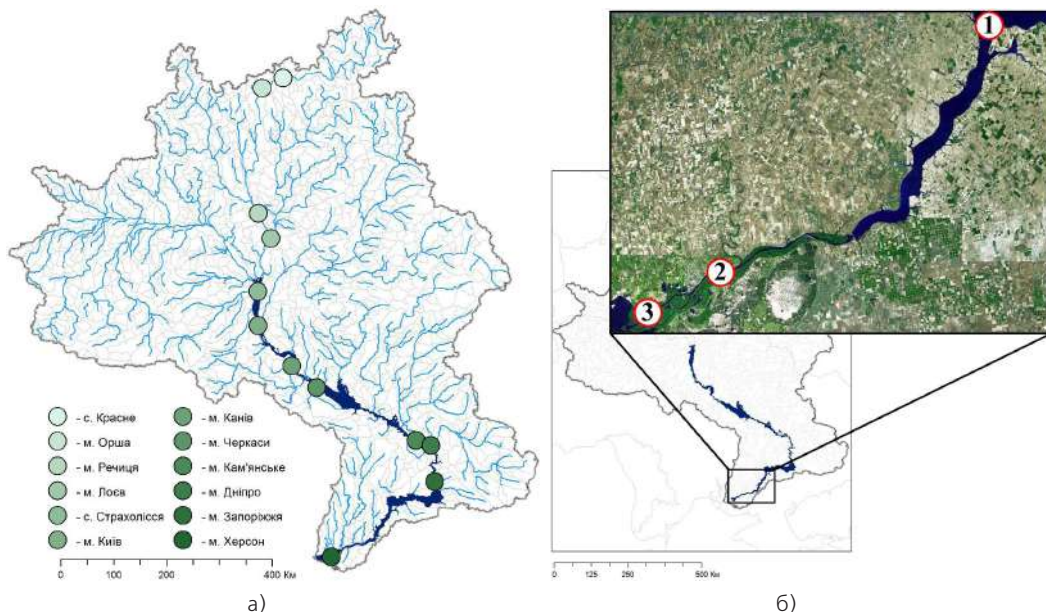 1
2
3
- с. Красне
- м. Орша
- м. Речиця
- м. Лоєв
- с. Страхолісся
- м. Київ
- м. Канів
- м. Черкаси
- м. Кам'янське
- м. Дніпро
- м. Запоріжжя
- м. Херсон
0 100 200 400 Км
0 125 250 500 Км
а)
б)